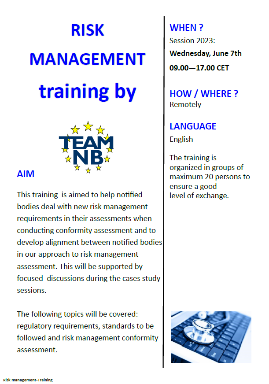 RISK
MANAGEMENT
training by
TEAM
NB
AIM
This training is aimed to help notified
bodies deal with new risk management
requirements in their assessments when
conducting conformity assessment and to
develop alignment between notified bodies
in our approach to risk management
assessment. This will be supported by
focused discussions during the cases study
sessions.
The following topics will be covered:
regulatory requirements, standards to be
followed and risk management conformity
assessment.
WHEN ?
Session 2023:
Wednesday, June 7th
09.00—17.00 CET
HOW / WHERE ?
Remotely
LANGUAGE
English
The training is
organized in groups of
maximum 20 persons to
ensure a good
level of exchange.
Risk management training